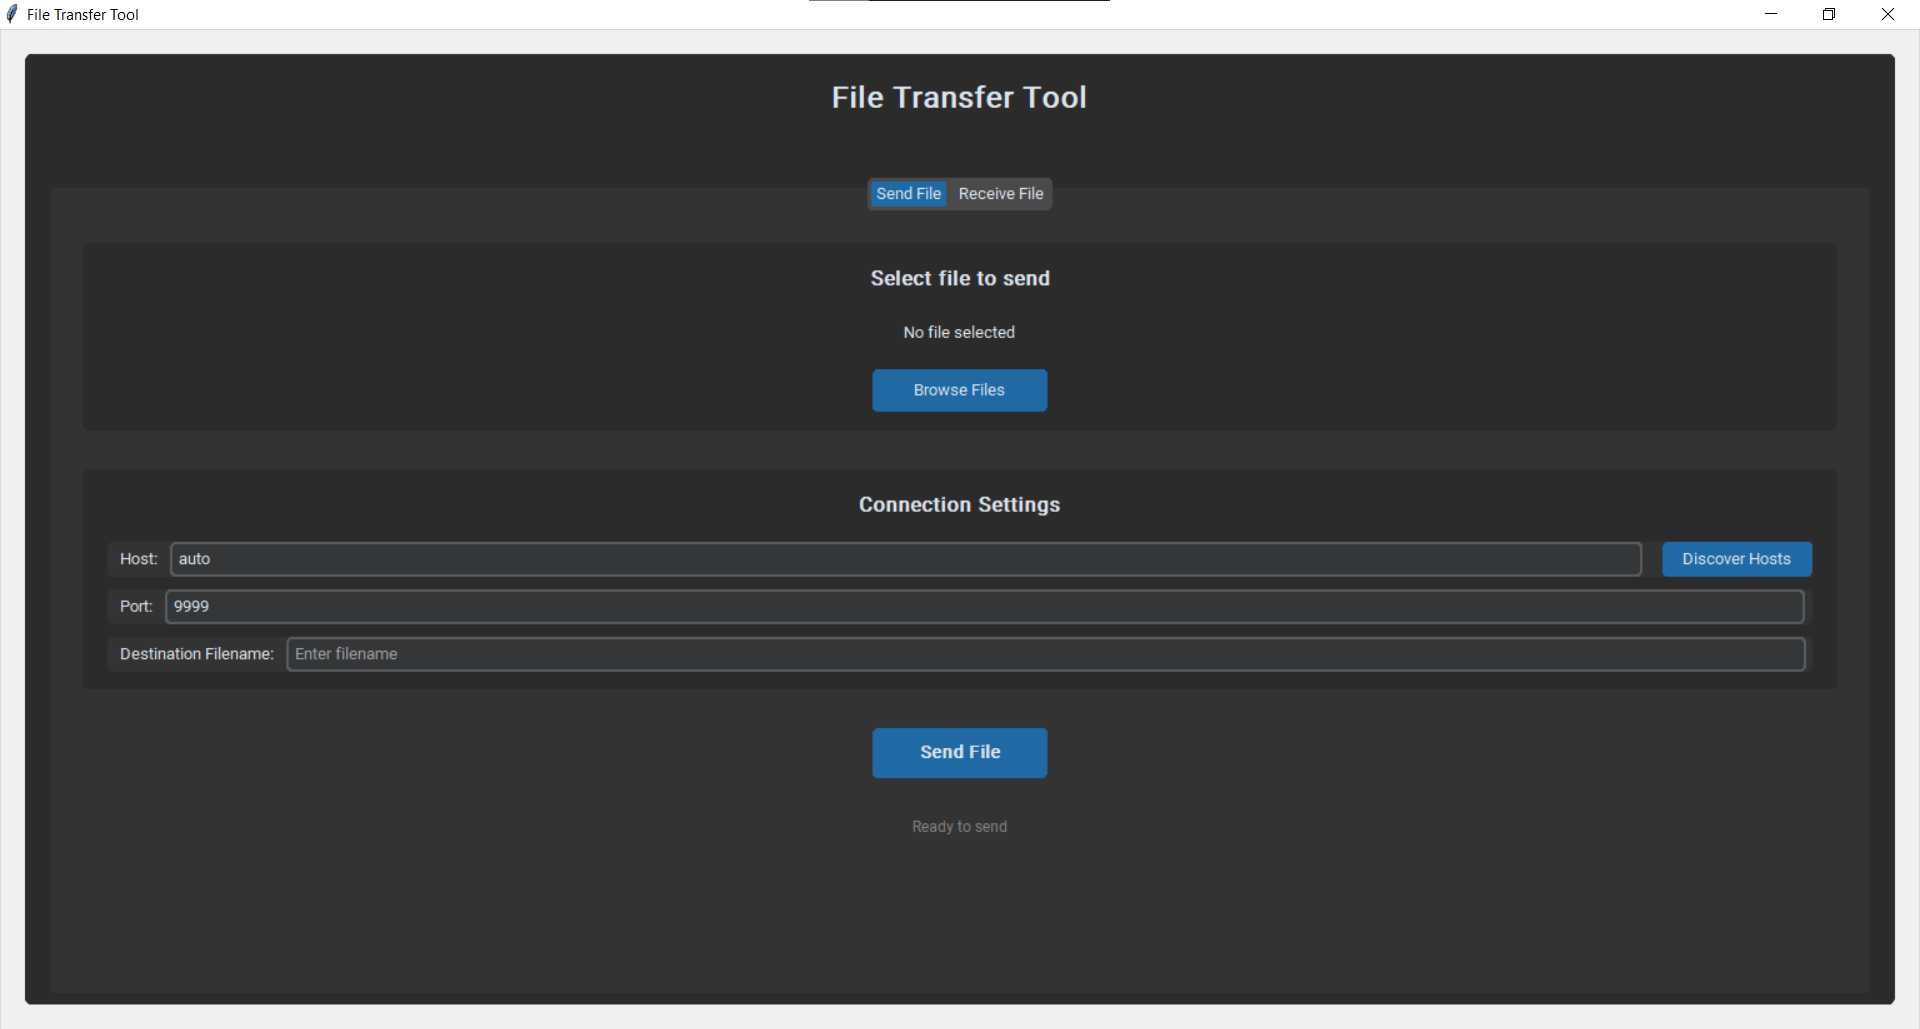 File Transfer Tool
File Transfer Tool
Send File Receive File
Select file to send
No file selected
Browse Files
Connection Settings
Host: auto Discover Hosts
Port: 9999
Destination Filename: Enter filename
Send File
Ready to send